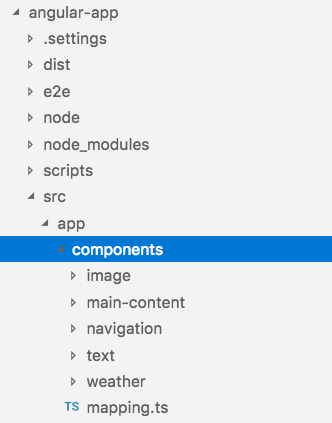 angular-app
.settings
dist
e2e
node
node_modules
scripts
src
app
components
image
main-content
navigation
text
weather
TS mapping.ts